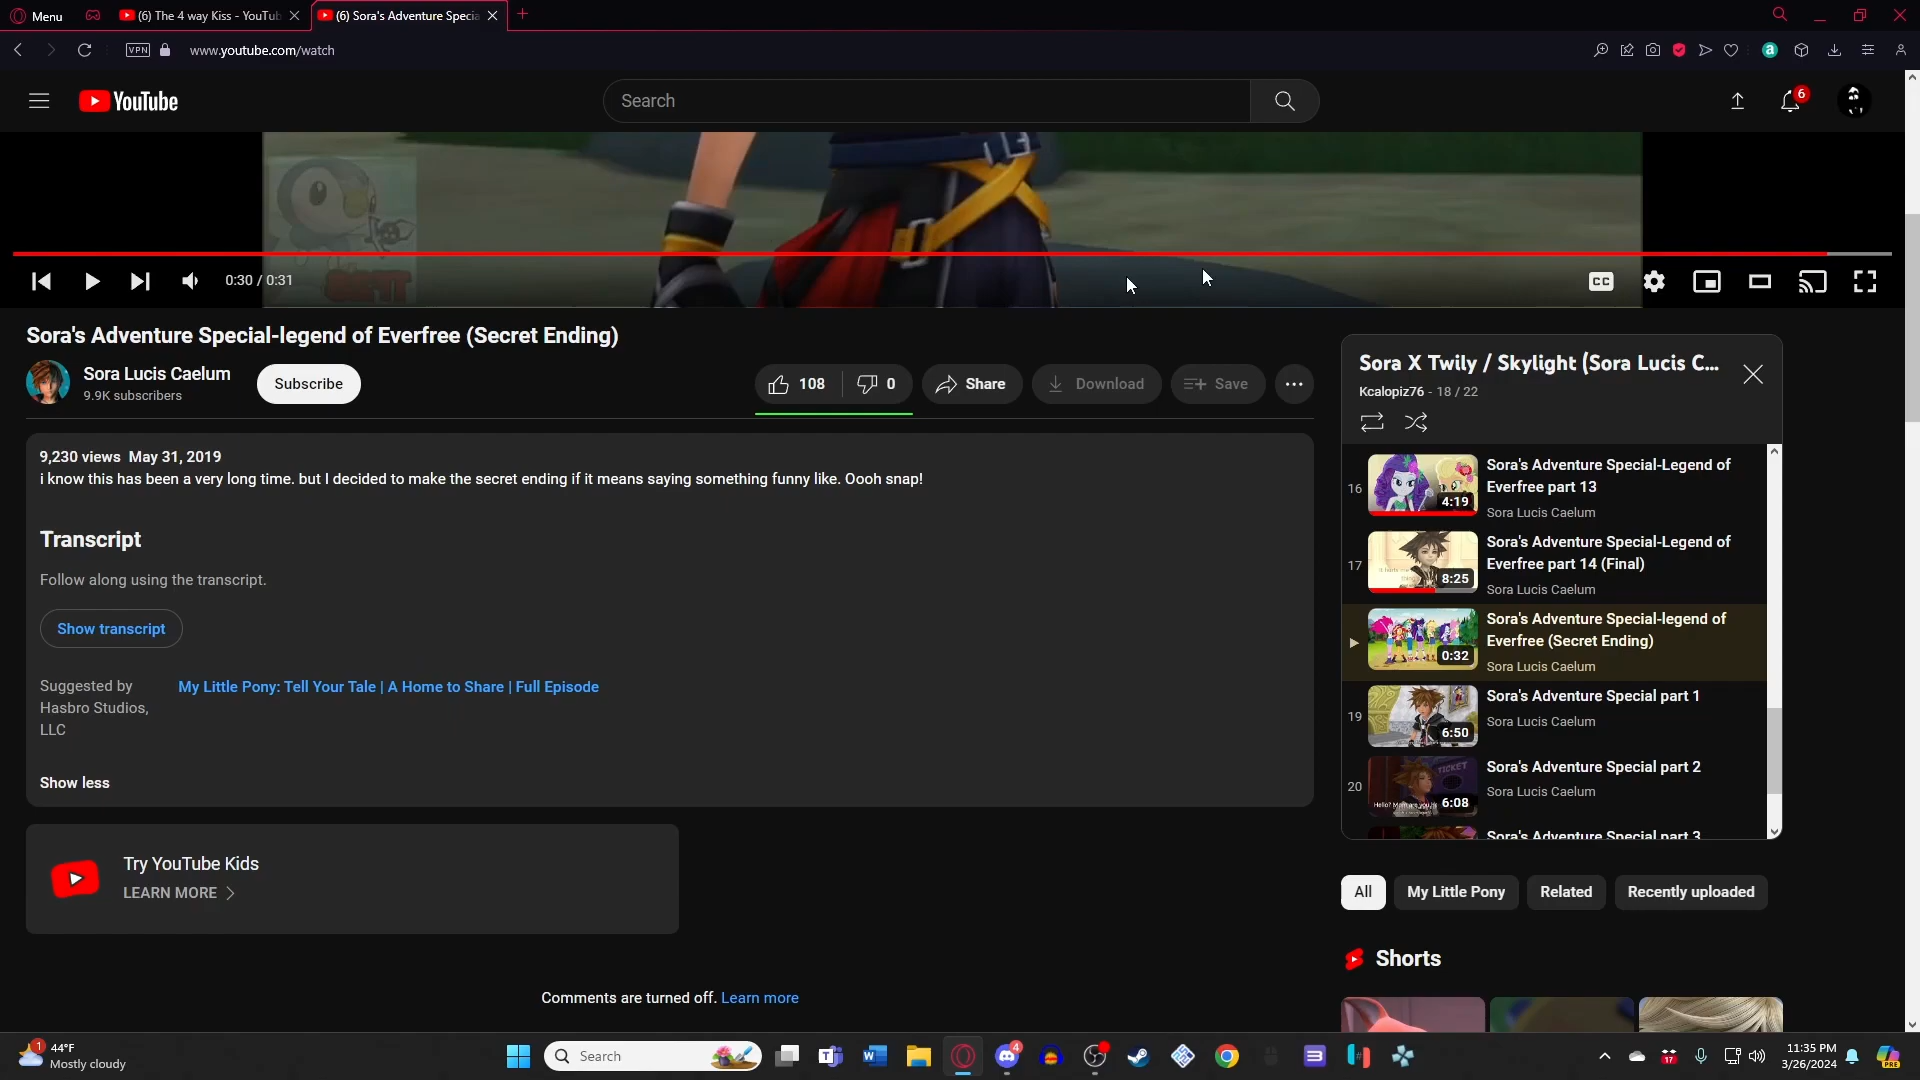 Menu
(6) The 4 way Kiss - YouTub
(6) Sora's Adventure Specia
VPN
www.youtube.com/watch
YouTube
Search
6
0:30 / 0:31
CC
Sora's Adventure Special-legend of Everfree (Secret Ending)
Sora Lucis Caelum
9.9K subscribers
Subscribe
108
0
Share
Download
Save
9,230 views May 31, 2019
i know this has been a very long time. but I decided to make the secret ending if it means saying something funny like. Oooh snap!
Transcript
Follow along using the transcript.
Show transcript
Suggested by
Hasbro Studios,
LLC
My Little Pony: Tell Your Tale | A Home to Share | Full Episode
Show less
Try YouTube Kids
LEARN MORE
Comments are turned off. Learn more
Sora X Twily / Skylight (Sora Lucis C...
Kcalopiz76 - 18 / 22
16
4:19
Sora's Adventure Special-Legend of
Everfree part 13
Sora Lucis Caelum
17
8:25
Sora's Adventure Special-Legend of
Everfree part 14 (Final)
Sora Lucis Caelum
0:32
Sora's Adventure Special-legend of
Everfree (Secret Ending)
Sora Lucis Caelum
19
6:50
Sora's Adventure Special part 1
Sora Lucis Caelum
20
TICKET
6:08
Sora's Adventure Special part 2
Sora Lucis Caelum
Sora's Adventure Special part 3
All
My Little Pony
Related
Recently uploaded
Shorts
1
44°F
Mostly cloudy
Search
4
17
11:35 PM
3/26/2024
PRE